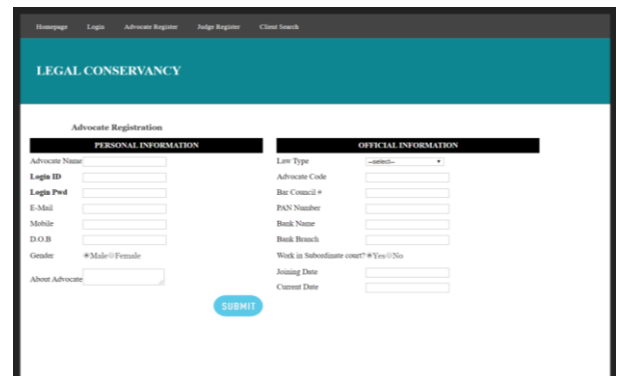 Homepage Login Advocate Register Judge Register Client Search
LEGAL CONSERVANCY
Advocate Registration
PERSONAL INFORMATION
Advocate Name
Login ID
Login Pwd
E-Mail
Mobile
D.O.B
Gender Male Female
About Advocate
OFFICIAL INFORMATION
Law Type --select--
Advocate Code
Bar Council #
PAN Number
Bank Name
Bank Branch
Work in Subordinate court? Yes No
Joining Date
Current Date
SUBMIT